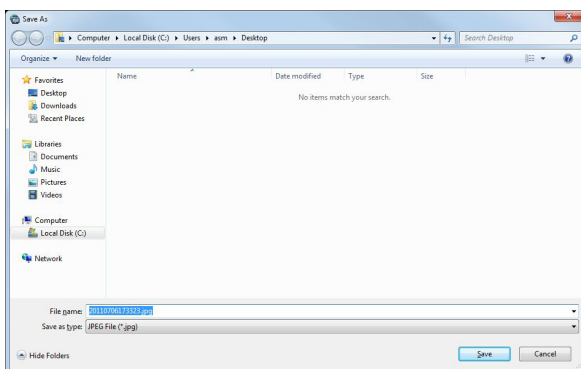 Save As
Computer ▸ Local Disk (C:) ▸ Users ▸ asm ▸ Desktop
Search Desktop
Organize
New folder
Name Date modified Type Size
No items match your search.
Favorites
Desktop
Downloads
Recent Places
Libraries
Documents
Music
Pictures
Videos
Computer
Local Disk (C:)
Network
File name: 20110706173323.jpg
Save as type: JPEG File (*.jpg)
Hide Folders
Save Cancel